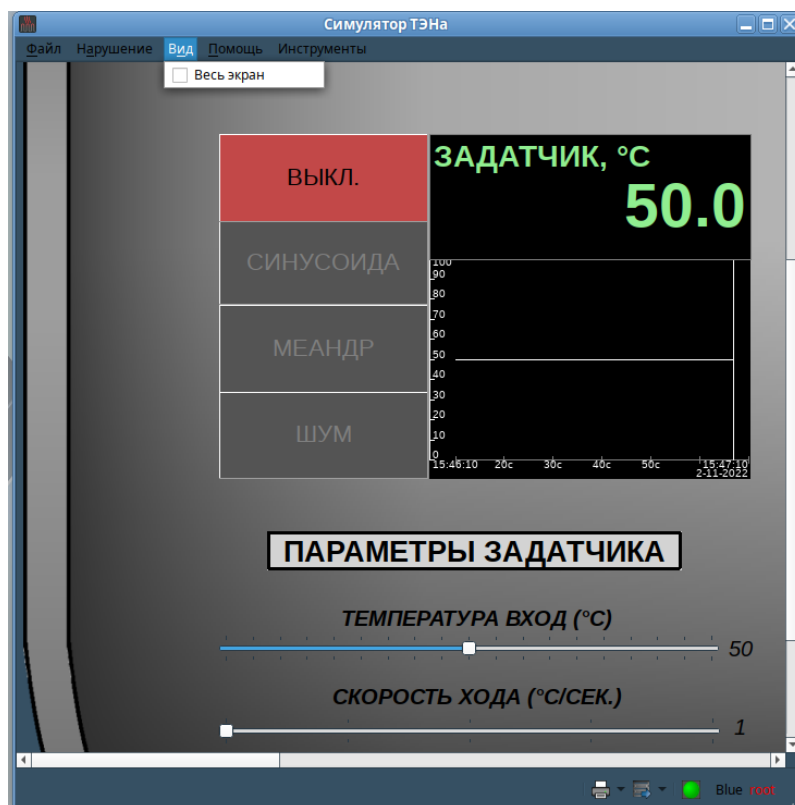 Симулятор ТЭНа
Файл Нарушение Вид Помощь Инструменты
Весь экран
ВЫКЛ.
СИНУСОИДА
МЕАНДР
ШУМ
ЗАДАТЧИК, °C
50.0
100
90
80
70
60
50
40
30
20
10
0
15:46:10 20с 30с 40с 50с 15:47:10
2-11-2022
ПАРАМЕТРЫ ЗАДАТЧИКА
ТЕМПЕРАТУРА ВХОД (°C)
50
СКОРОСТЬ ХОДА (°C/СЕК.)
1
Blue root